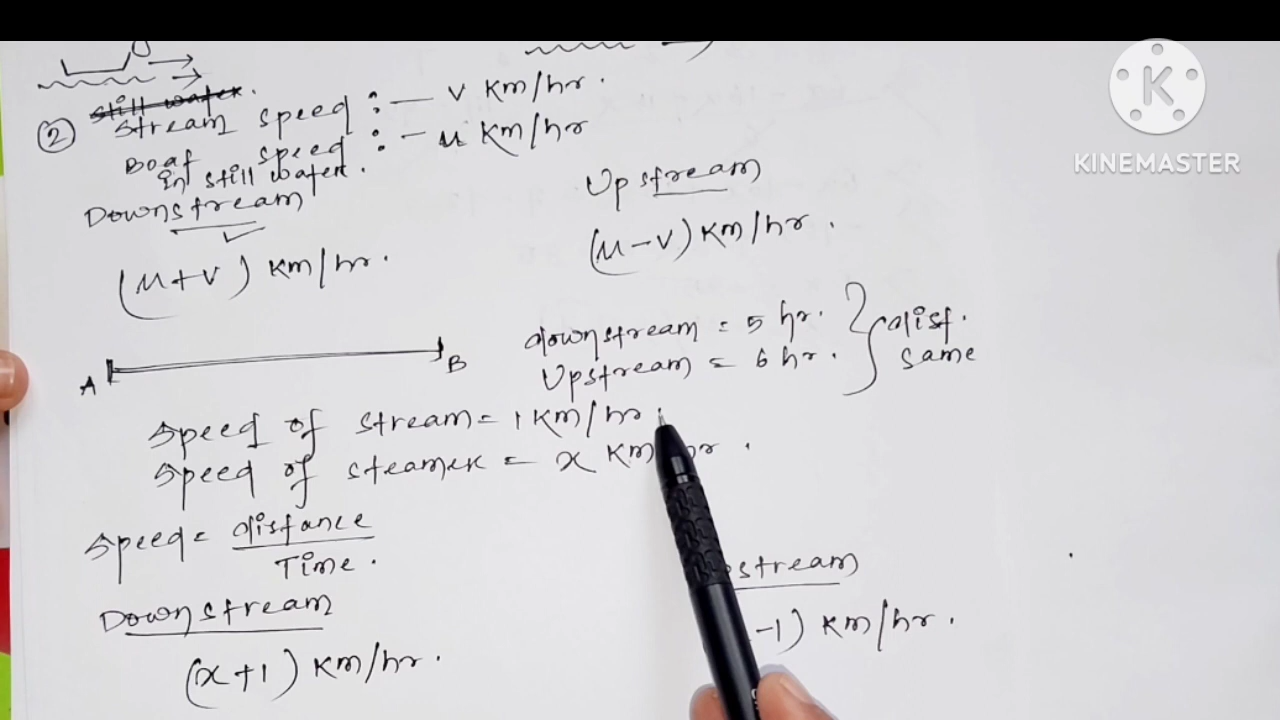 KINEMASTER
still water.
② Stream speed : — v km/hr.
Boat speed : — u km/hr
in still water.
Downstream
Upstream
(u+v) km/hr.
(u-v) km/hr.
A
B
downstream = 5 hr.
Upstream = 6 hr.
dist. same
Speed of stream = 1 km/hr.
Speed of steamer = x km/hr.
Speed = distance
Time.
Downstream
(x+1) km/hr.
pstream
-1) km/hr.